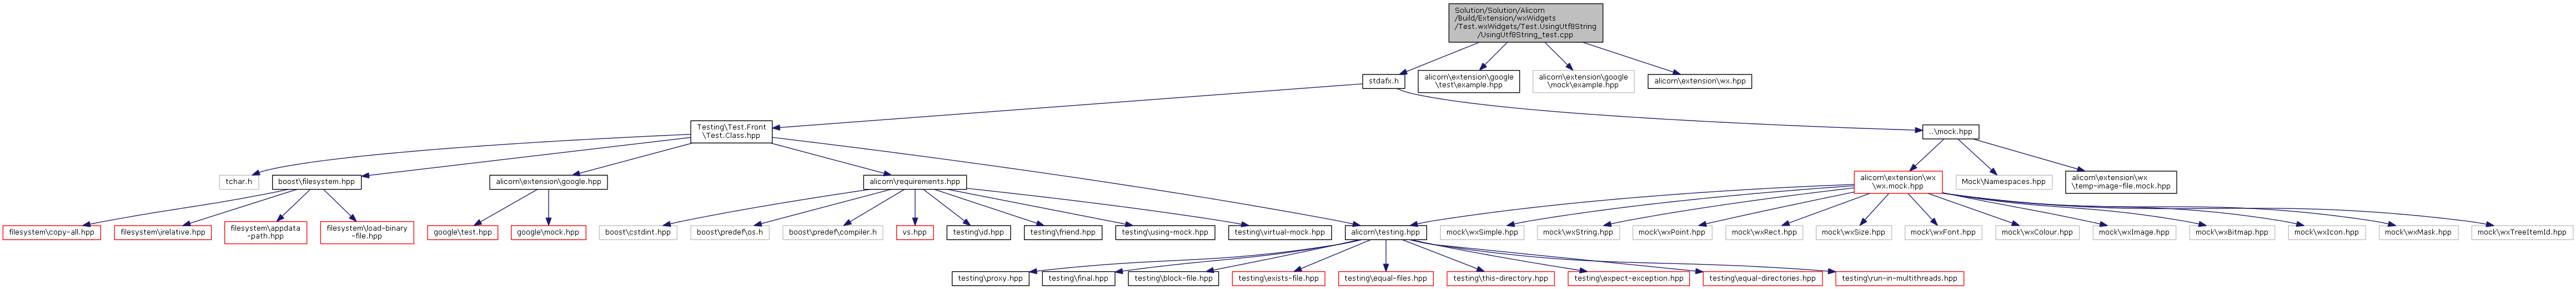 Solution/Solution/Alicorn
/Build/Extension/wxWidgets
/Test.wxWidgets/Test.UsingUtf8String
/UsingUtf8String_test.cpp
stdafx.h
alicorn\extension\google
\test\example.hpp
alicorn\extension\google
\mock\example.hpp
alicorn\extension\wx.hpp
Testing\Test.Front
\Test.Class.hpp
..\mock.hpp
tchar.h
boost\filesystem.hpp
alicorn\extension\google.hpp
alicorn\requirements.hpp
alicorn\extension\wx
\wx.mock.hpp
Mock\Namespaces.hpp
alicorn\extension\wx
\temp-image-file.mock.hpp
filesystem\copy-all.hpp
filesystem\irelative.hpp
filesystem\appdata
-path.hpp
filesystem\load-binary
-file.hpp
google\test.hpp
google\mock.hpp
boost\cstdint.hpp
boost\predef\os.h
boost\predef\compiler.h
vs.hpp
testing\id.hpp
testing\friend.hpp
testing\using-mock.hpp
testing\virtual-mock.hpp
alicorn\testing.hpp
mock\wxSimple.hpp
mock\wxString.hpp
mock\wxPoint.hpp
mock\wxRect.hpp
mock\wxSize.hpp
mock\wxFont.hpp
mock\wxColour.hpp
mock\wxImage.hpp
mock\wxBitmap.hpp
mock\wxIcon.hpp
mock\wxMask.hpp
mock\wxTreeItemId.hpp
testing\proxy.hpp
testing\final.hpp
testing\block-file.hpp
testing\exists-file.hpp
testing\equal-files.hpp
testing\this-directory.hpp
testing\expect-exception.hpp
testing\equal-directories.hpp
testing\run-in-multithreads.hpp